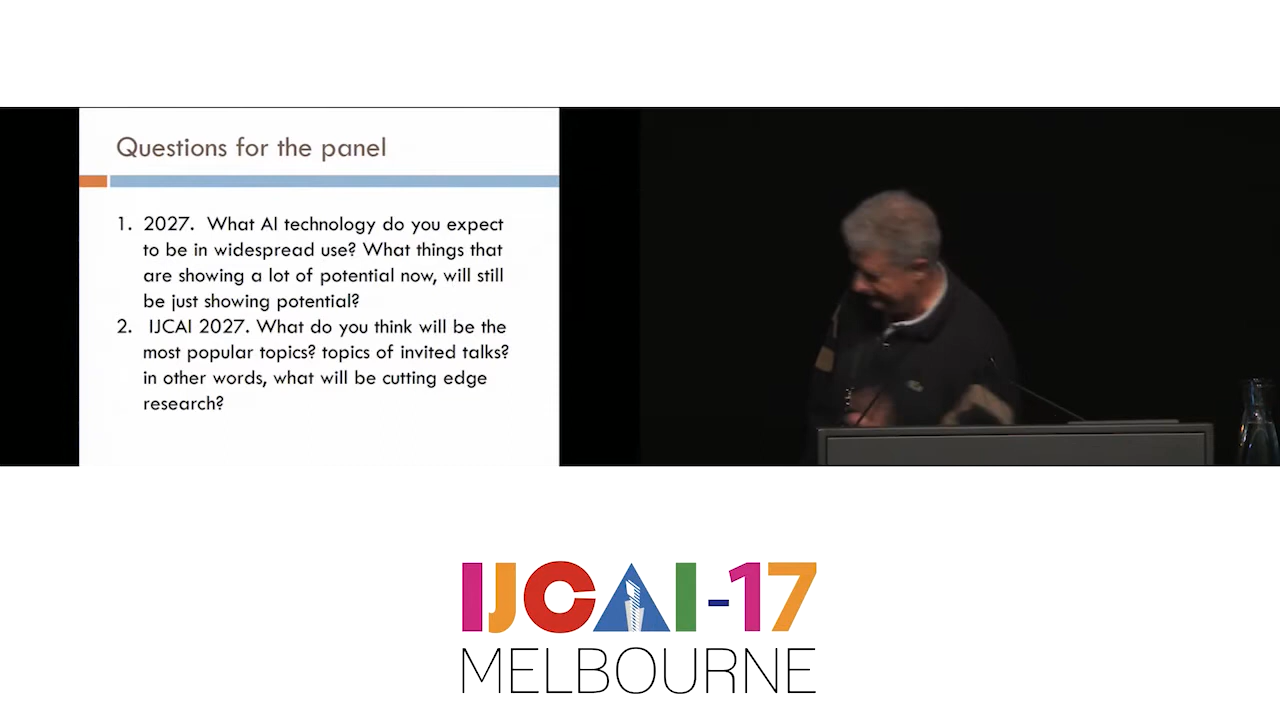 Questions for the panel
1. 2027. What AI technology do you expect
to be in widespread use? What things that
are showing a lot of potential now, will still
be just showing potential?
2. IJCAI 2027. What do you think will be the
most popular topics? topics of invited talks?
in other words, what will be cutting edge
research?
IJCAI-17
MELBOURNE